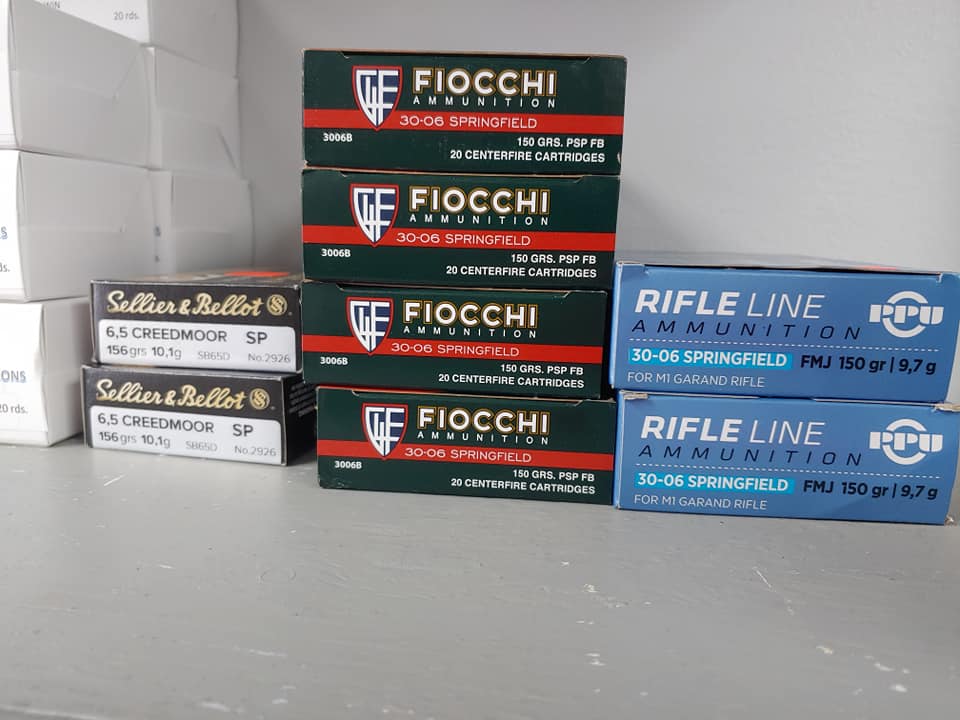 20 rds.
ds.
ONS
20 rds.
Sellier & Bellot SB
6,5 CREEDMOOR SP
156 grs 10,1g SB65D No.2926
Sellier & Bellot SB
6,5 CREEDMOOR SP
156 grs 10,1g SB65D No.2926
FIOCCHI
AMMUNITION
30-06 SPRINGFIELD
3006B
150 GRS. PSP FB
20 CENTERFIRE CARTRIDGES
FIOCCHI
AMMUNITION
30-06 SPRINGFIELD
3006B
150 GRS. PSP FB
20 CENTERFIRE CARTRIDGES
FIOCCHI
AMMUNITION
30-06 SPRINGFIELD
3006B
150 GRS. PSP FB
20 CENTERFIRE CARTRIDGES
FIOCCHI
AMMUNITION
30-06 SPRINGFIELD
3006B
150 GRS. PSP FB
20 CENTERFIRE CARTRIDGES
RIFLE LINE PPU
AMMUNITION
30-06 SPRINGFIELD FMJ 150 gr | 9,7 g
FOR M1 GARAND RIFLE
RIFLE LINE PPU
AMMUNITION
30-06 SPRINGFIELD FMJ 150 gr | 9,7 g
FOR M1 GARAND RIFLE